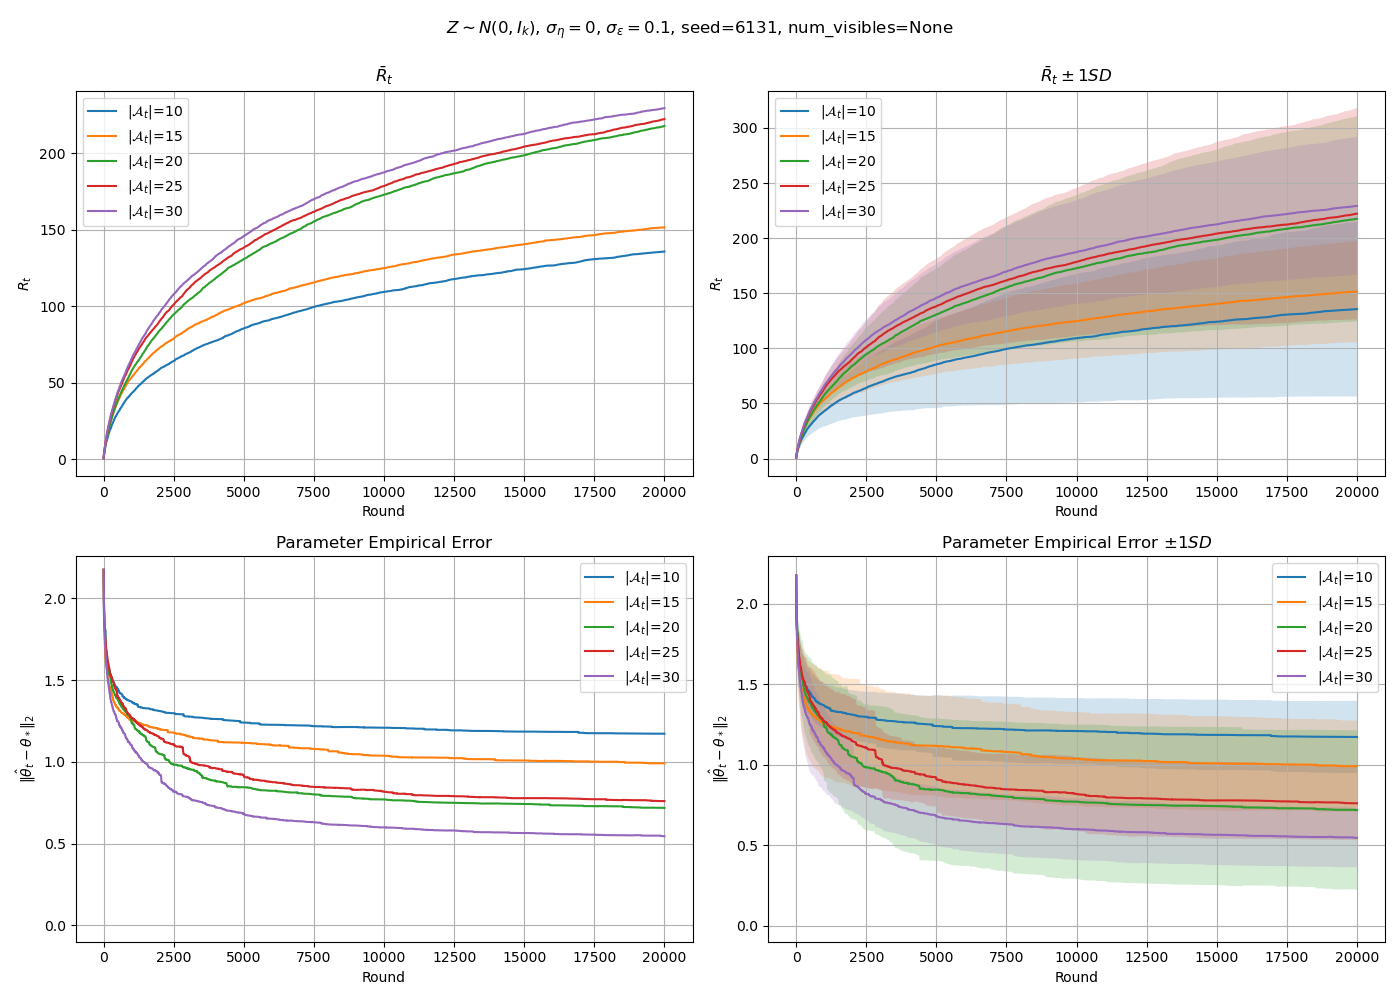 Z ∼ N(0, I_k), σ_η = 0, σ_ε = 0.1, seed=6131, num_visibles=None
R̄_t
|𝒜_t|=10
|𝒜_t|=15
|𝒜_t|=20
|𝒜_t|=25
|𝒜_t|=30
R_t
200
150
100
50
0
0 2500 5000 7500 10000 12500 15000 17500 20000
Round
R̄_t ± 1SD
|𝒜_t|=10
|𝒜_t|=15
|𝒜_t|=20
|𝒜_t|=25
|𝒜_t|=30
R_t
300
250
200
150
100
50
0
0 2500 5000 7500 10000 12500 15000 17500 20000
Round
Parameter Empirical Error
|𝒜_t|=10
|𝒜_t|=15
|𝒜_t|=20
|𝒜_t|=25
|𝒜_t|=30
‖θ̂_t − θ_*‖_2
2.0
1.5
1.0
0.5
0.0
0 2500 5000 7500 10000 12500 15000 17500 20000
Round
Parameter Empirical Error ±1SD
|𝒜_t|=10
|𝒜_t|=15
|𝒜_t|=20
|𝒜_t|=25
|𝒜_t|=30
‖θ̂_t − θ_*‖_2
2.0
1.5
1.0
0.5
0.0
0 2500 5000 7500 10000 12500 15000 17500 20000
Round